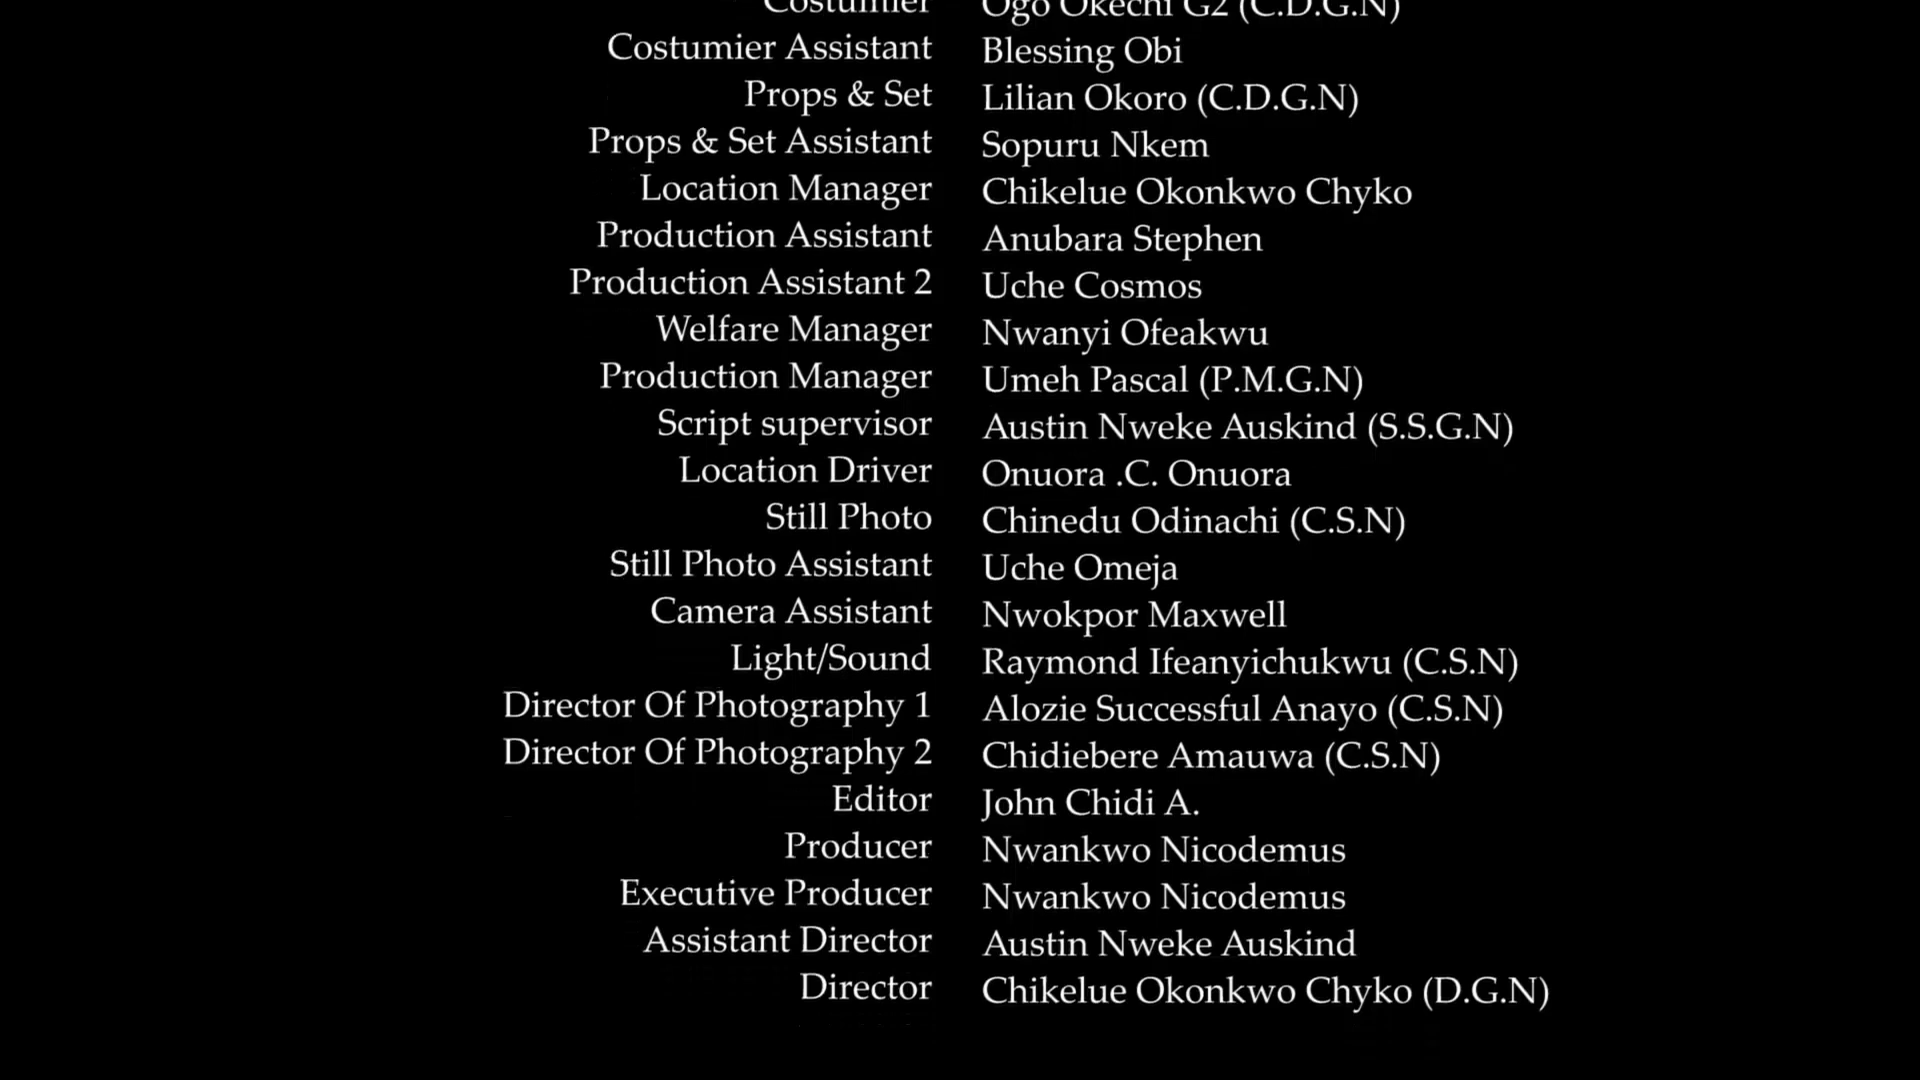 Costumier Ogo Okechi G2 (C.D.G.N)
Costumier Assistant Blessing Obi
Props & Set Lilian Okoro (C.D.G.N)
Props & Set Assistant Sopuru Nkem
Location Manager Chikelue Okonkwo Chyko
Production Assistant Anubara Stephen
Production Assistant 2 Uche Cosmos
Welfare Manager Nwanyi Ofeakwu
Production Manager Umeh Pascal (P.M.G.N)
Script supervisor Austin Nweke Auskind (S.S.G.N)
Location Driver Onuora .C. Onuora
Still Photo Chinedu Odinachi (C.S.N)
Still Photo Assistant Uche Omeja
Camera Assistant Nwokpor Maxwell
Light/Sound Raymond Ifeanyichukwu (C.S.N)
Director Of Photography 1 Alozie Successful Anayo (C.S.N)
Director Of Photography 2 Chidiebere Amauwa (C.S.N)
Editor John Chidi A.
Producer Nwankwo Nicodemus
Executive Producer Nwankwo Nicodemus
Assistant Director Austin Nweke Auskind
Director Chikelue Okonkwo Chyko (D.G.N)